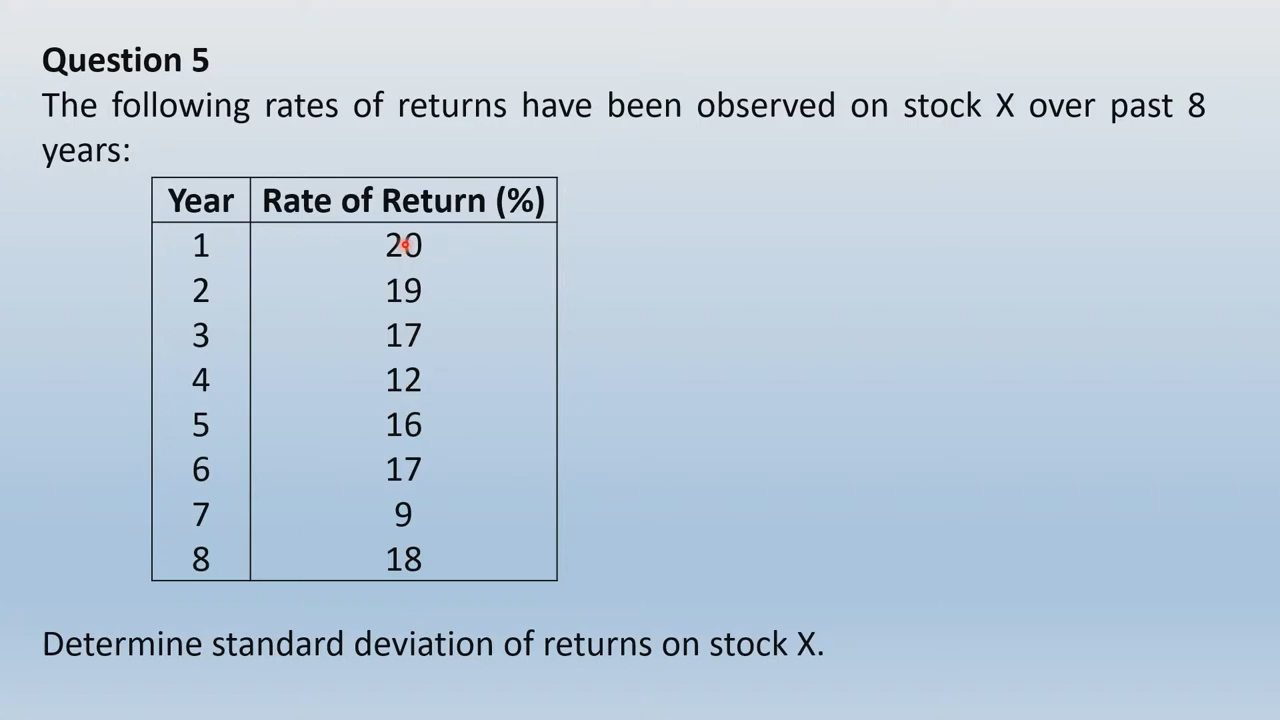 Question 5
The following rates of returns have been observed on stock X over past 8
years:
Year Rate of Return (%)
1 20
2 19
3 17
4 12
5 16
6 17
7 9
8 18
Determine standard deviation of returns on stock X.